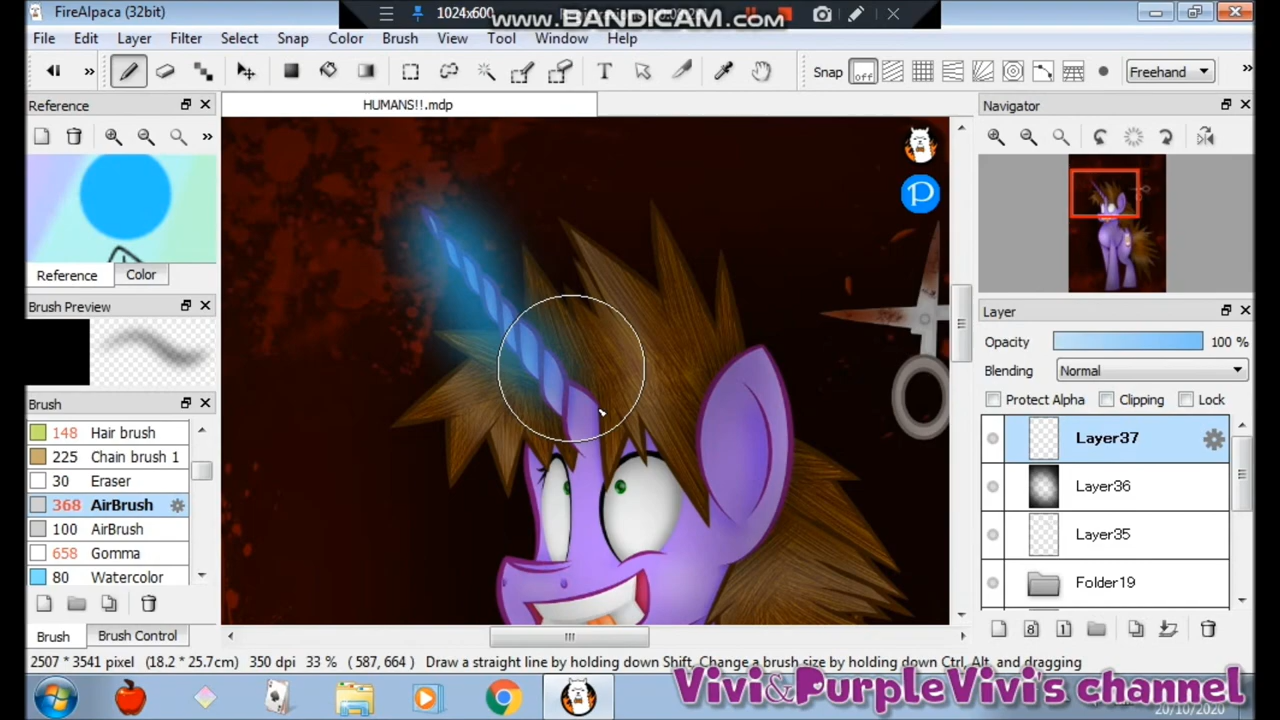 FireAlpaca (32bit)
1024x600
www.BANDICAM.com
File Edit Layer Filter Select Snap Color Brush View Tool Window Help
Snap off Freehand
Reference
HUMANS!!.mdp
Navigator
Reference Color
Brush Preview
Brush
148 Hair brush
225 Chain brush 1
30 Eraser
368 AirBrush
100 AirBrush
658 Gomma
80 Watercolor
Brush Brush Control
P
Layer
Opacity 100 %
Blending Normal
Protect Alpha Clipping Lock
Layer37
Layer36
Layer35
Folder19
8 1
2507 * 3541 pixel (18.2 * 25.7cm) 350 dpi 33 % ( 587, 664 ) Draw a straight line by holding down Shift, Change a brush size by holding down Ctrl, Alt, and dragging
Vivi&PurpleVivi's channel
20/10/2020